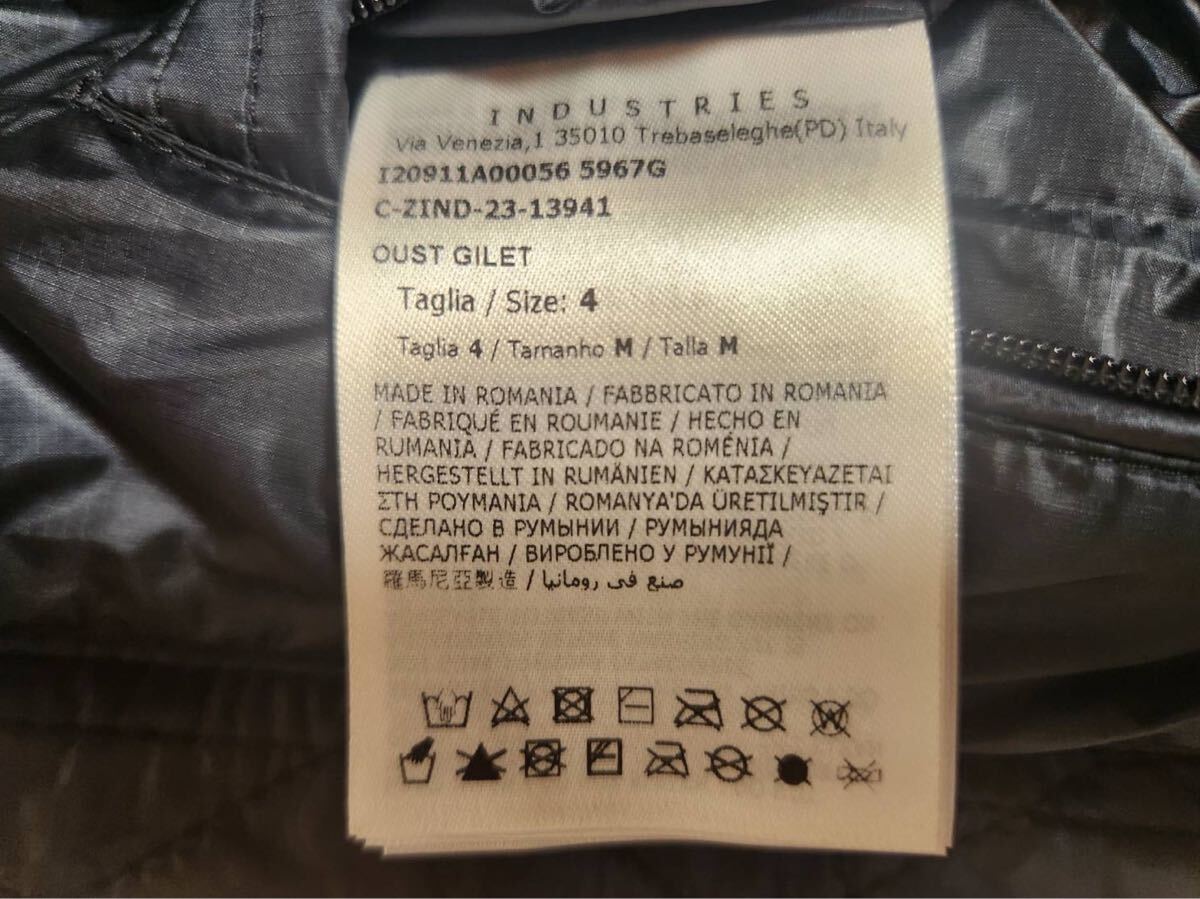 INDUSTRIES
Via Venezia,1 35010 Trebaseleghe(PD) Italy
I20911A00056 5967G
C-ZIND-23-13941
OUST GILET
Taglia / Size: 4
Taglia 4 / Tamanho M / Talla M
MADE IN ROMANIA / FABBRICATO IN ROMANIA
/ FABRIQUÉ EN ROUMANIE / HECHO EN
RUMANIA / FABRICADO NA ROMÉNIA /
HERGESTELLT IN RUMÄNIEN / ΚΑΤΑΣΚΕΥΑΖΕΤΑΙ
ΣΤΗ ΡΟΥΜΑΝΙΑ / ROMANYA'DA ÜRETILMIŞTIR /
СДЕЛАНО В РУМЫНИИ / РУМЫНИЯДА
ЖАСАЛҒАН / ВИРОБЛЕНО У РУМУНІЇ /
羅馬尼亞製造 / صنع في رومانيا